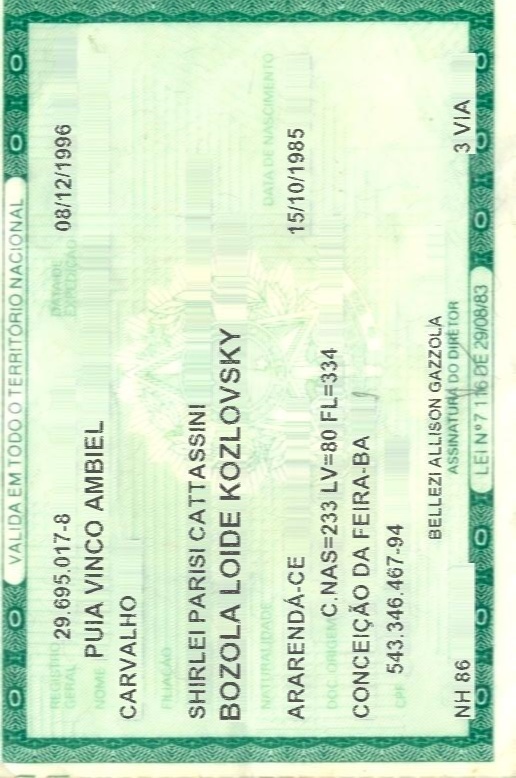 VALIDA EM TODO O TERRITÓRIO NACIONAL
REGISTRO GERAL 29.695.017-8 DATA DE EXPEDIÇÃO 08/12/1996
NOME PUIA VINCO AMBIEL
CARVALHO
FILIAÇÃO
SHIRLEI PARISI CATTASSINI
BOZOLA LOIDE KOZLOVSKY
NATURALIDADE DATA DE NASCIMENTO
ARARENDÁ-CE 15/10/1985
DOC. ORIGEM C.NAS=233 LV=80 FL=334
CONCEIÇÃO DA FEIRA-BA
CPF 543.346.467-94
BELLEZI ALLISON GAZZOLA
ASSINATURA DO DIRETOR
NH 86 3 VIA
LEI Nº 7.116 DE 29/08/83